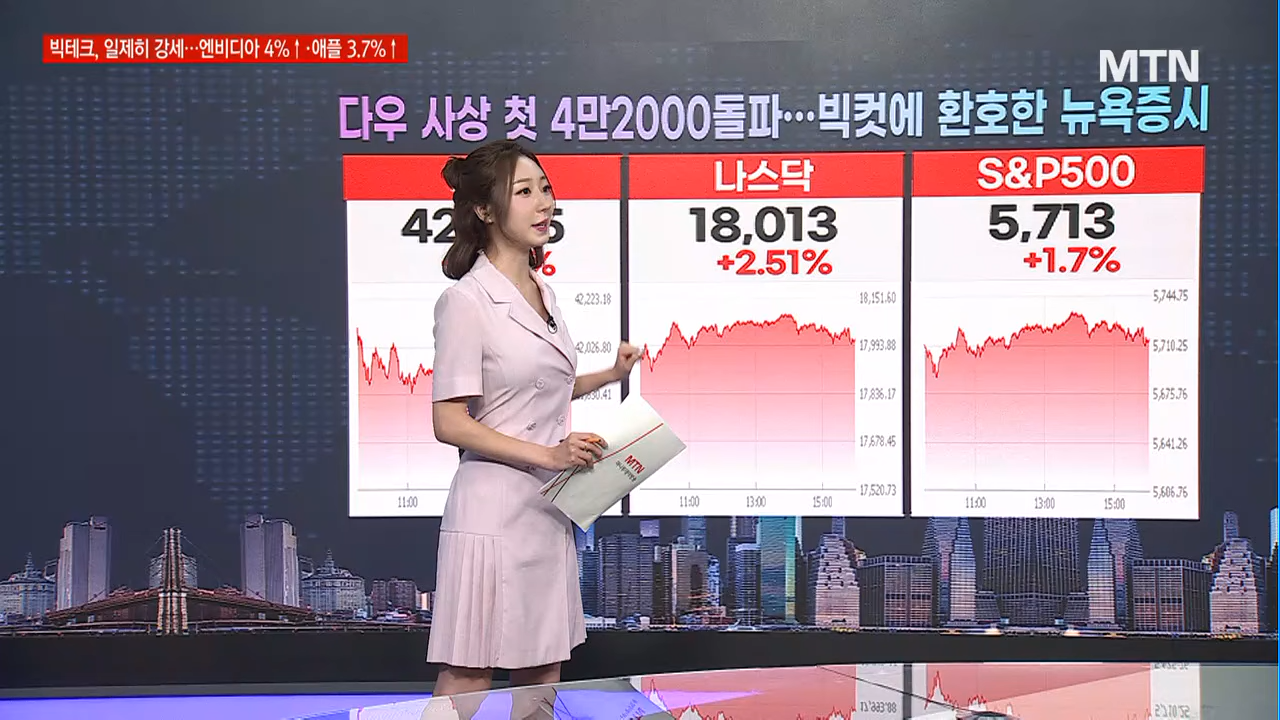 빅테크, 일제히 강세…엔비디아 4%↑·애플 3.7%↑
MTN
다우 사상 첫 4만2000돌파…빅컷에 환호한 뉴욕증시
나스닥
18,013
+2.51%
S&P500
5,713
+1.7%
42,223.18
42,026.80
11:00
18,151.60
17,993.88
17,836.17
17,678.45
17,520.73
11:00 13:00 15:00
5,744.75
5,710.25
5,675.76
5,641.26
5,606.76
11:00 13:00 15:00
MTN